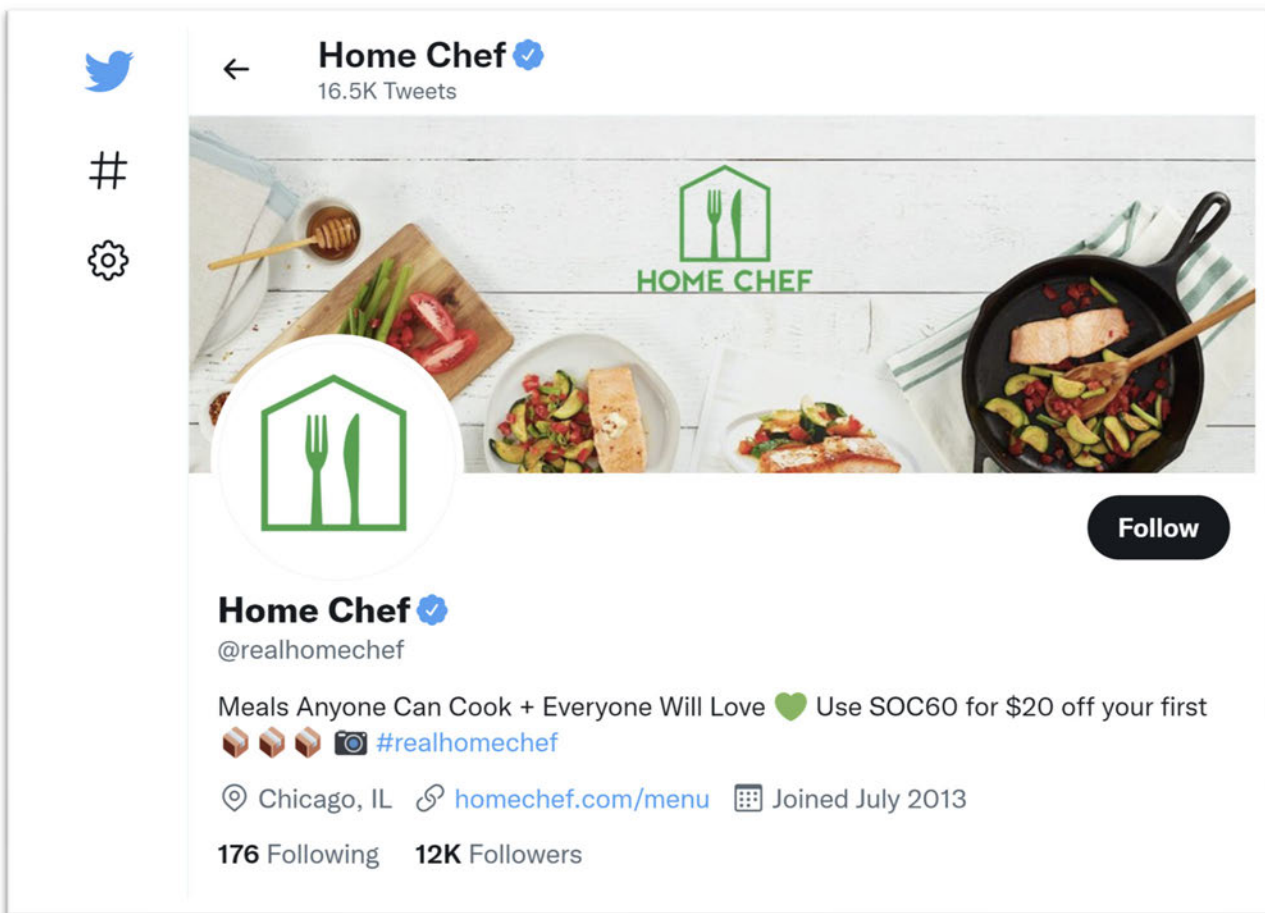 Home Chef
16.5K Tweets
HOME CHEF
Follow
Home Chef
@realhomechef
Meals Anyone Can Cook + Everyone Will Love 💚 Use SOC60 for $20 off your first
📦 📦 📦 📷 #realhomechef
Chicago, IL homechef.com/menu Joined July 2013
176 Following 12K Followers